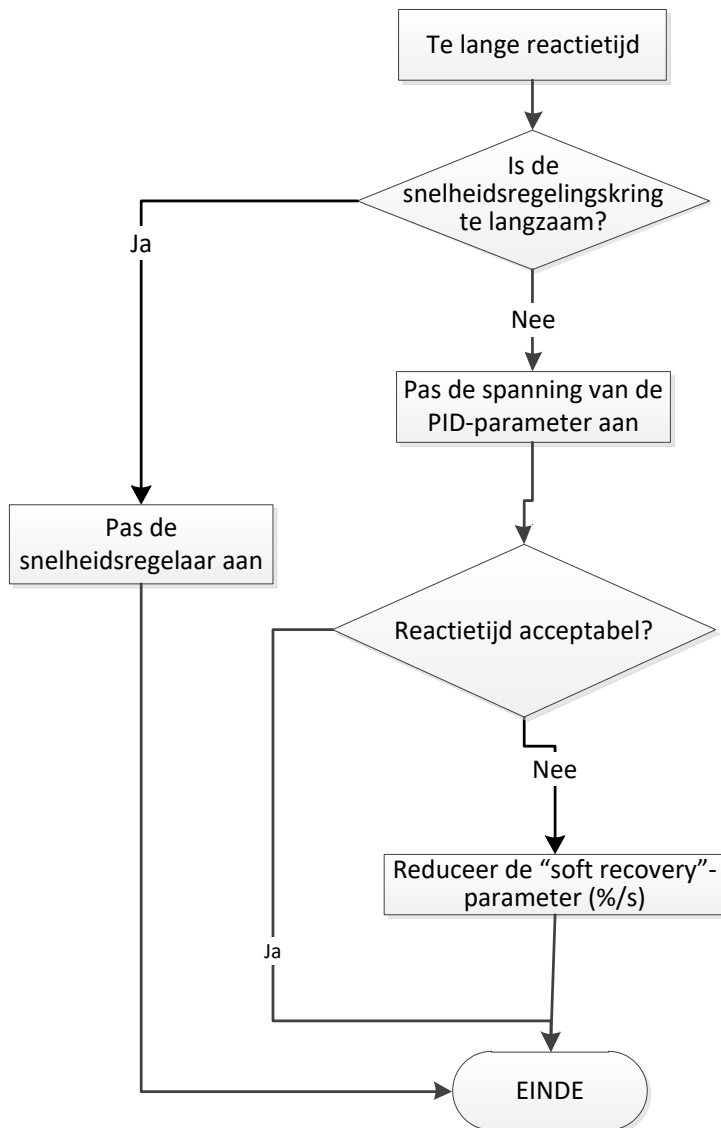 Te lange reactietijd
Is de
snelheidsregelingskring
te langzaam?
Ja
Nee
Pas de spanning van de
PID-parameter aan
Pas de
snelheidsregelaar aan
Reactietijd acceptabel?
Nee
Reduceer de “soft recovery”-
parameter (%/s)
Ja
EINDE